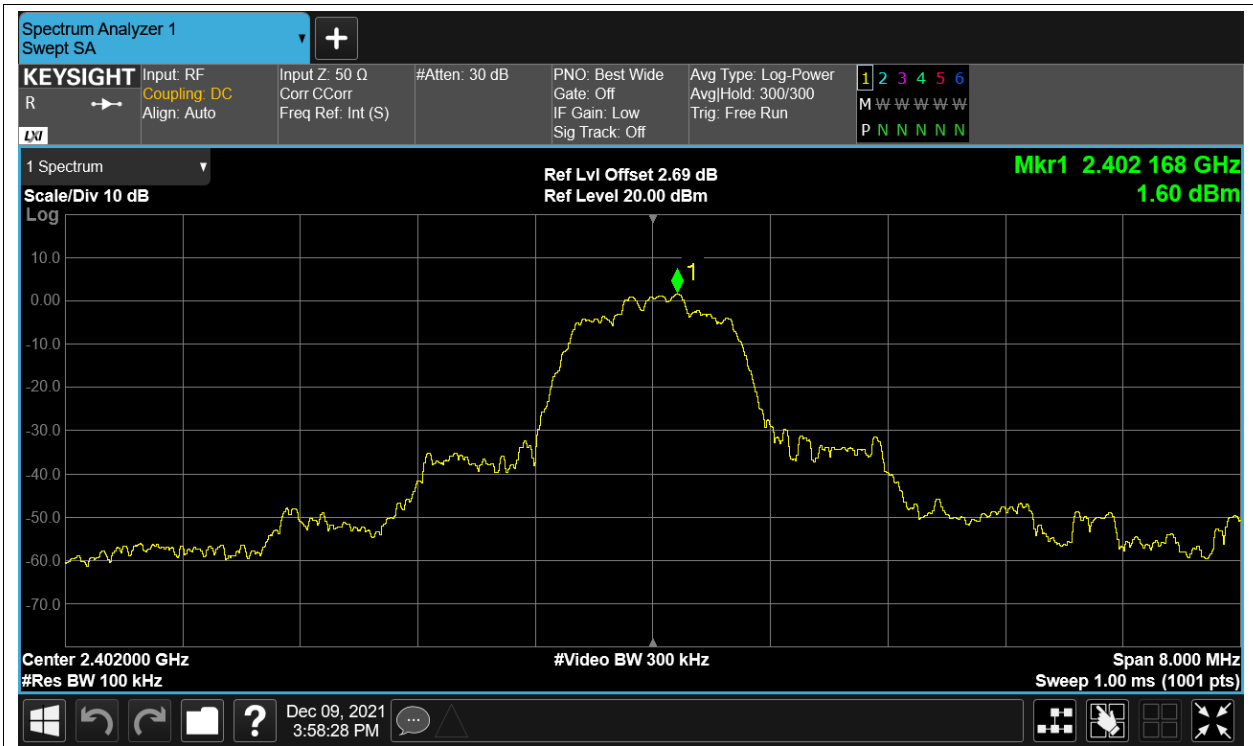 Spectrum Analyzer 1
Swept SA
KEYSIGHT
R
LXI
Input: RF
Coupling: DC
Align: Auto
Input Z: 50 Ω
Corr CCorr
Freq Ref: Int (S)
#Atten: 30 dB
PNO: Best Wide
Gate: Off
IF Gain: Low
Sig Track: Off
Avg Type: Log-Power
Avg|Hold: 300/300
Trig: Free Run
1 2 3 4 5 6
M W W W W W W
P N N N N N
1 Spectrum
Scale/Div 10 dB
Ref Lvl Offset 2.69 dB
Ref Level 20.00 dBm
Mkr1 2.402 168 GHz
1.60 dBm
Log
10.0
0.00
-10.0
-20.0
-30.0
-40.0
-50.0
-60.0
-70.0
1
Center 2.402000 GHz
#Res BW 100 kHz
#Video BW 300 kHz
Span 8.000 MHz
Sweep 1.00 ms (1001 pts)
?
Dec 09, 2021
3:58:28 PM